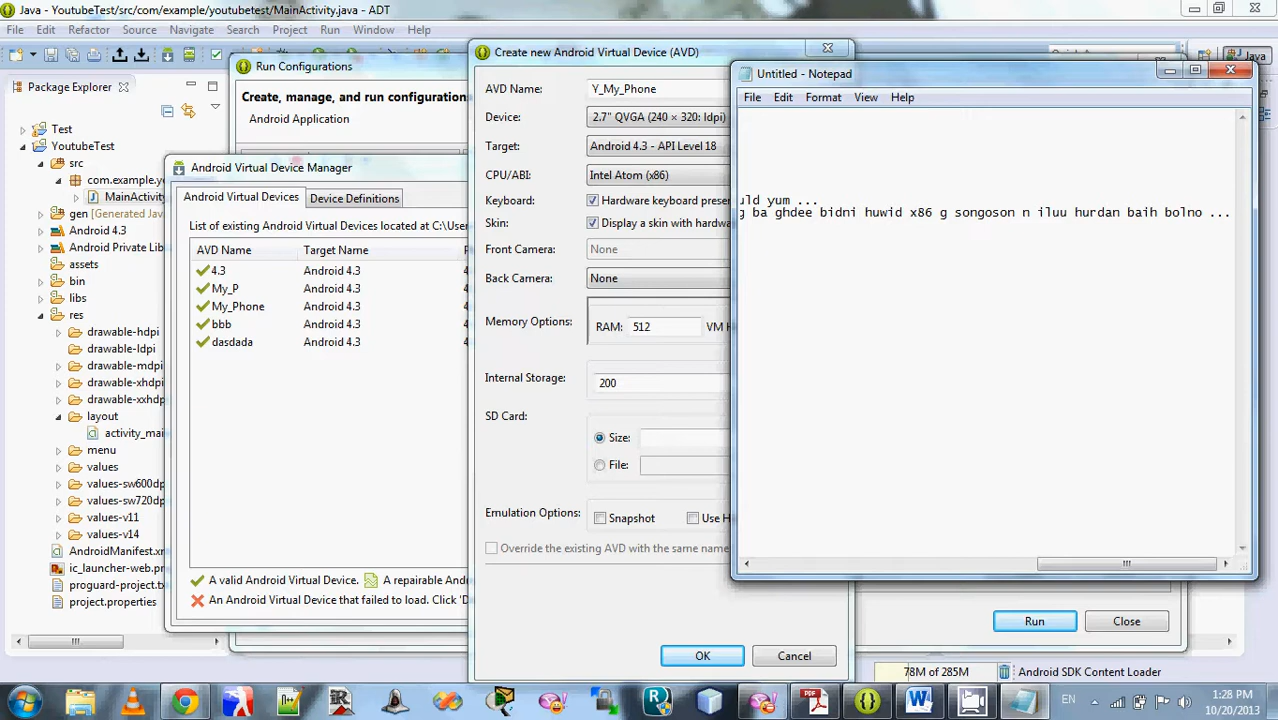 Java - YoutubeTest/src/com/example/youtubetest/MainActivity.java - ADT
File Edit Refactor Source Navigate Search Project Run Window Help
Java
Package Explorer
Test
YoutubeTest
src
com.example.yo
MainActivity
gen [Generated Java
Android 4.3
Android Private Lib
assets
bin
libs
res
drawable-hdpi
drawable-ldpi
drawable-mdpi
drawable-xhdpi
drawable-xxhdp
layout
activity_mai
menu
values
values-sw600dp
values-sw720dp
values-v11
values-v14
AndroidManifest.xm
ic_launcher-web.pn
proguard-project.tx
project.properties
Run Configurations
Create, manage, and run configuration
Android Application
Android Virtual Device Manager
Android Virtual Devices Device Definitions
List of existing Android Virtual Devices located at C:\Users
AVD Name Target Name
4.3 Android 4.3 4
My_P Android 4.3 4
My_Phone Android 4.3 4
bbb Android 4.3 4
dasdada Android 4.3 4
A valid Android Virtual Device. A repairable And
An Android Virtual Device that failed to load. Click 'D
Create new Android Virtual Device (AVD)
AVD Name: Y_My_Phone
Device: 2.7" QVGA (240 × 320: ldpi)
Target: Android 4.3 - API Level 18
CPU/ABI: Intel Atom (x86)
Keyboard: Hardware keyboard presen
Skin: Display a skin with hardwa
Front Camera: None
Back Camera: None
Memory Options: RAM: 512 VM H
Internal Storage: 200
SD Card:
Size:
File:
Emulation Options: Snapshot Use H
Override the existing AVD with the same name
OK Cancel
Untitled - Notepad
File Edit Format View Help
uld yum ...
g ba ghdee bidni huwid x86 g songoson n iluu hurdan baih bolno ...
Run Close
78M of 285M Android SDK Content Loader
EN
1:28 PM
10/20/2013